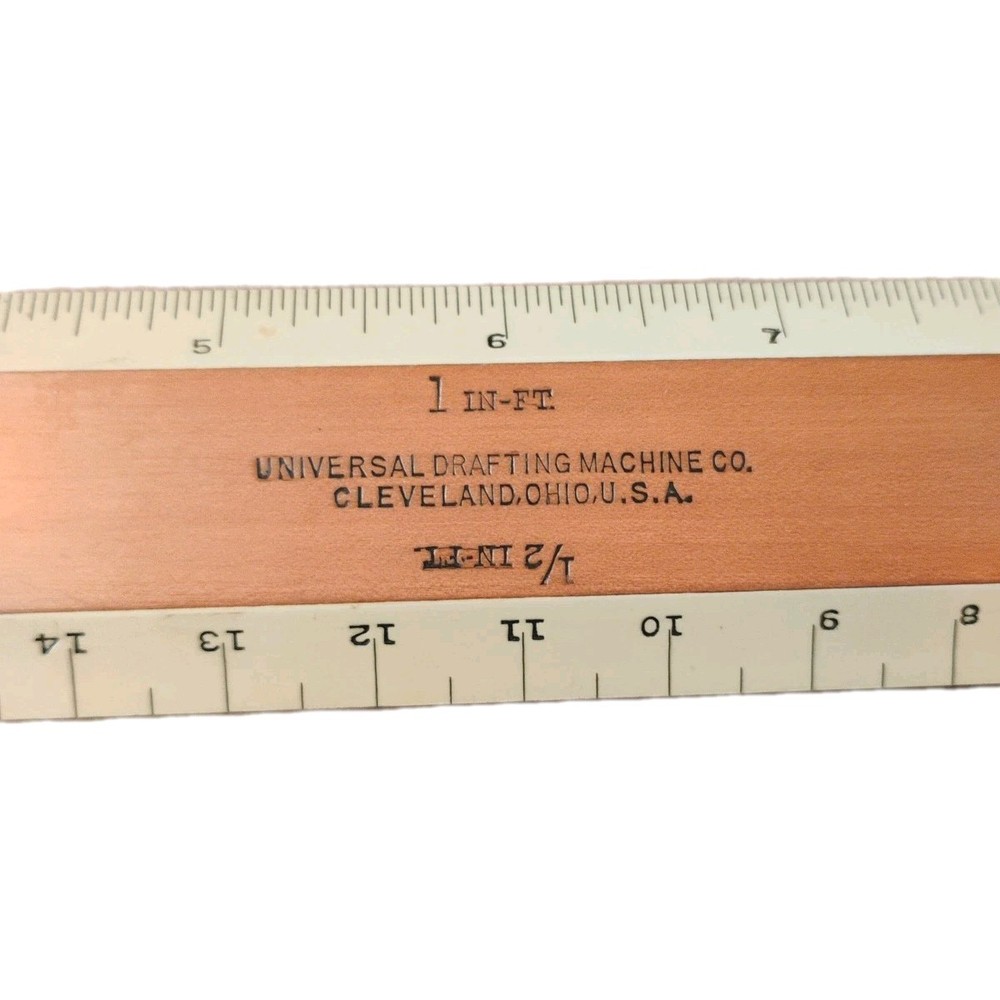 5 6 7
1 IN-FT.
UNIVERSAL DRAFTING MACHINE CO.
CLEVELAND, OHIO, U.S.A.
1/2 IN-FT.
14 13 12 11 10 9 8